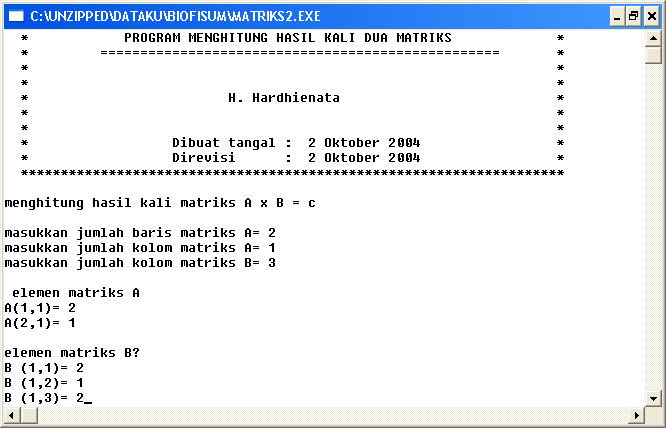 C:\UNZIPPED\DATAKU\BIOFISUM\MATRIKS2.EXE
* PROGRAM MENGHITUNG HASIL KALI DUA MATRIKS *
* ================================================== *
* *
* *
* H. Hardhienata *
* *
* *
* Dibuat tangal : 2 Oktober 2004 *
* Direvisi : 2 Oktober 2004 *
********************************************************************
menghitung hasil kali matriks A x B = c
masukkan jumlah baris matriks A= 2
masukkan jumlah kolom matriks A= 1
masukkan jumlah kolom matriks B= 3
elemen matriks A
A(1,1)= 2
A(2,1)= 1
elemen matriks B?
B (1,1)= 2
B (1,2)= 1
B (1,3)= 2_